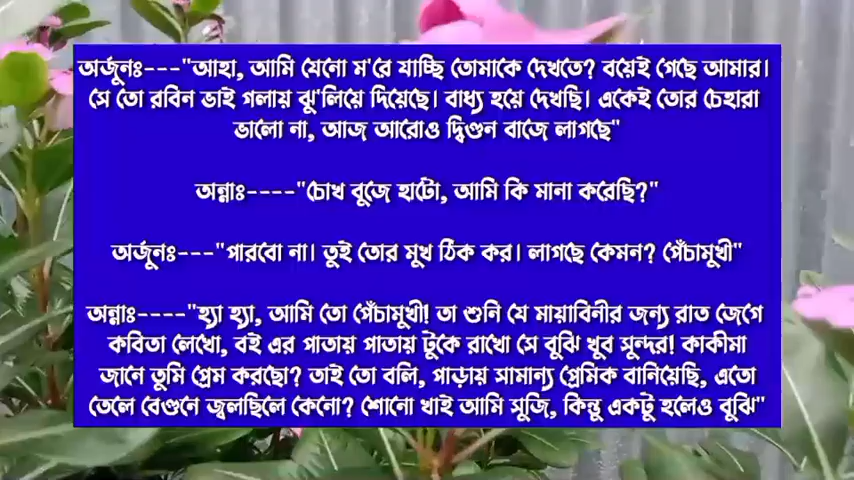 অর্জুনঃ---"আহা, আমি যেনো ম'রে যাচ্ছি তোমাকে দেখতে? বয়েই গেছে আমার।
সে তো রবিন ভাই গলায় ঝু'লিয়ে দিয়েছে। বাধ্য হয়ে দেখছি। একেই তোর চেহারা
ভালো না, আজ আরোও দ্বিগুন বাজে লাগছে"
অন্নাঃ----"চোখ বুজে হাটো, আমি কি মানা করেছি?"
অর্জুনঃ---"পারবো না। তুই তোর মুখ ঠিক কর। লাগছে কেমন? পেঁচামুখী"
অন্নাঃ----"হ্যা হ্যা, আমি তো পেঁচামুখী! তা শুনি যে মায়াবিনীর জন্য রাত জেগে
কবিতা লেখো, বই এর পাতায় পাতায় টুকে রাখো সে বুঝি খুব সুন্দর! কাকীমা
জানে তুমি প্রেম করছো? তাই তো বলি, পাড়ায় সামান্য প্রেমিক বানিয়েছি, এতো
তেলে বেগুনে জ্বলছিলে কেনো? শোনো খাই আমি সুজি, কিন্তু একটু হলেও বুঝি"